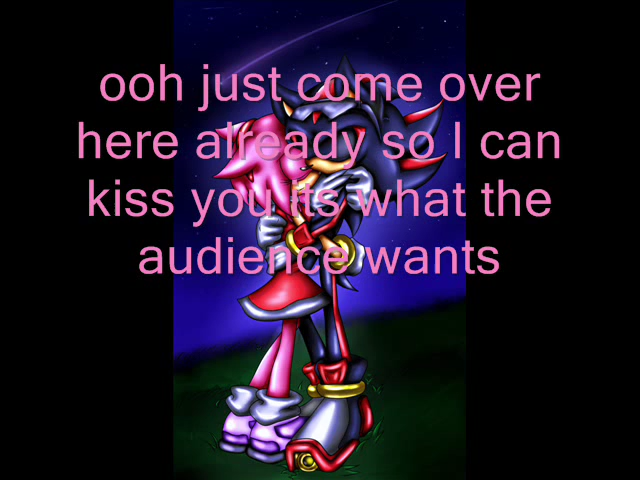 ooh just come over
here already so I can
kiss you its what the
audience wants